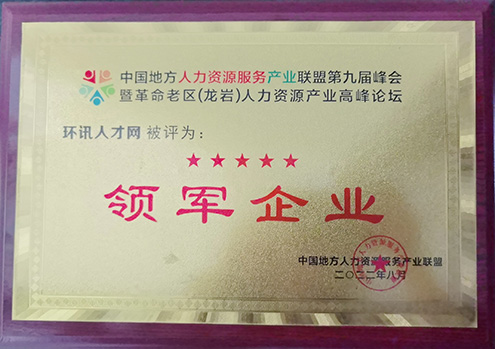 中国地方人力资源服务产业联盟第九届峰会
暨革命老区(龙岩)人力资源产业高峰论坛
环讯人才网 被评为：
★★★★★
领军企业
中国地方人力资源服务产业联盟
二〇二二年八月